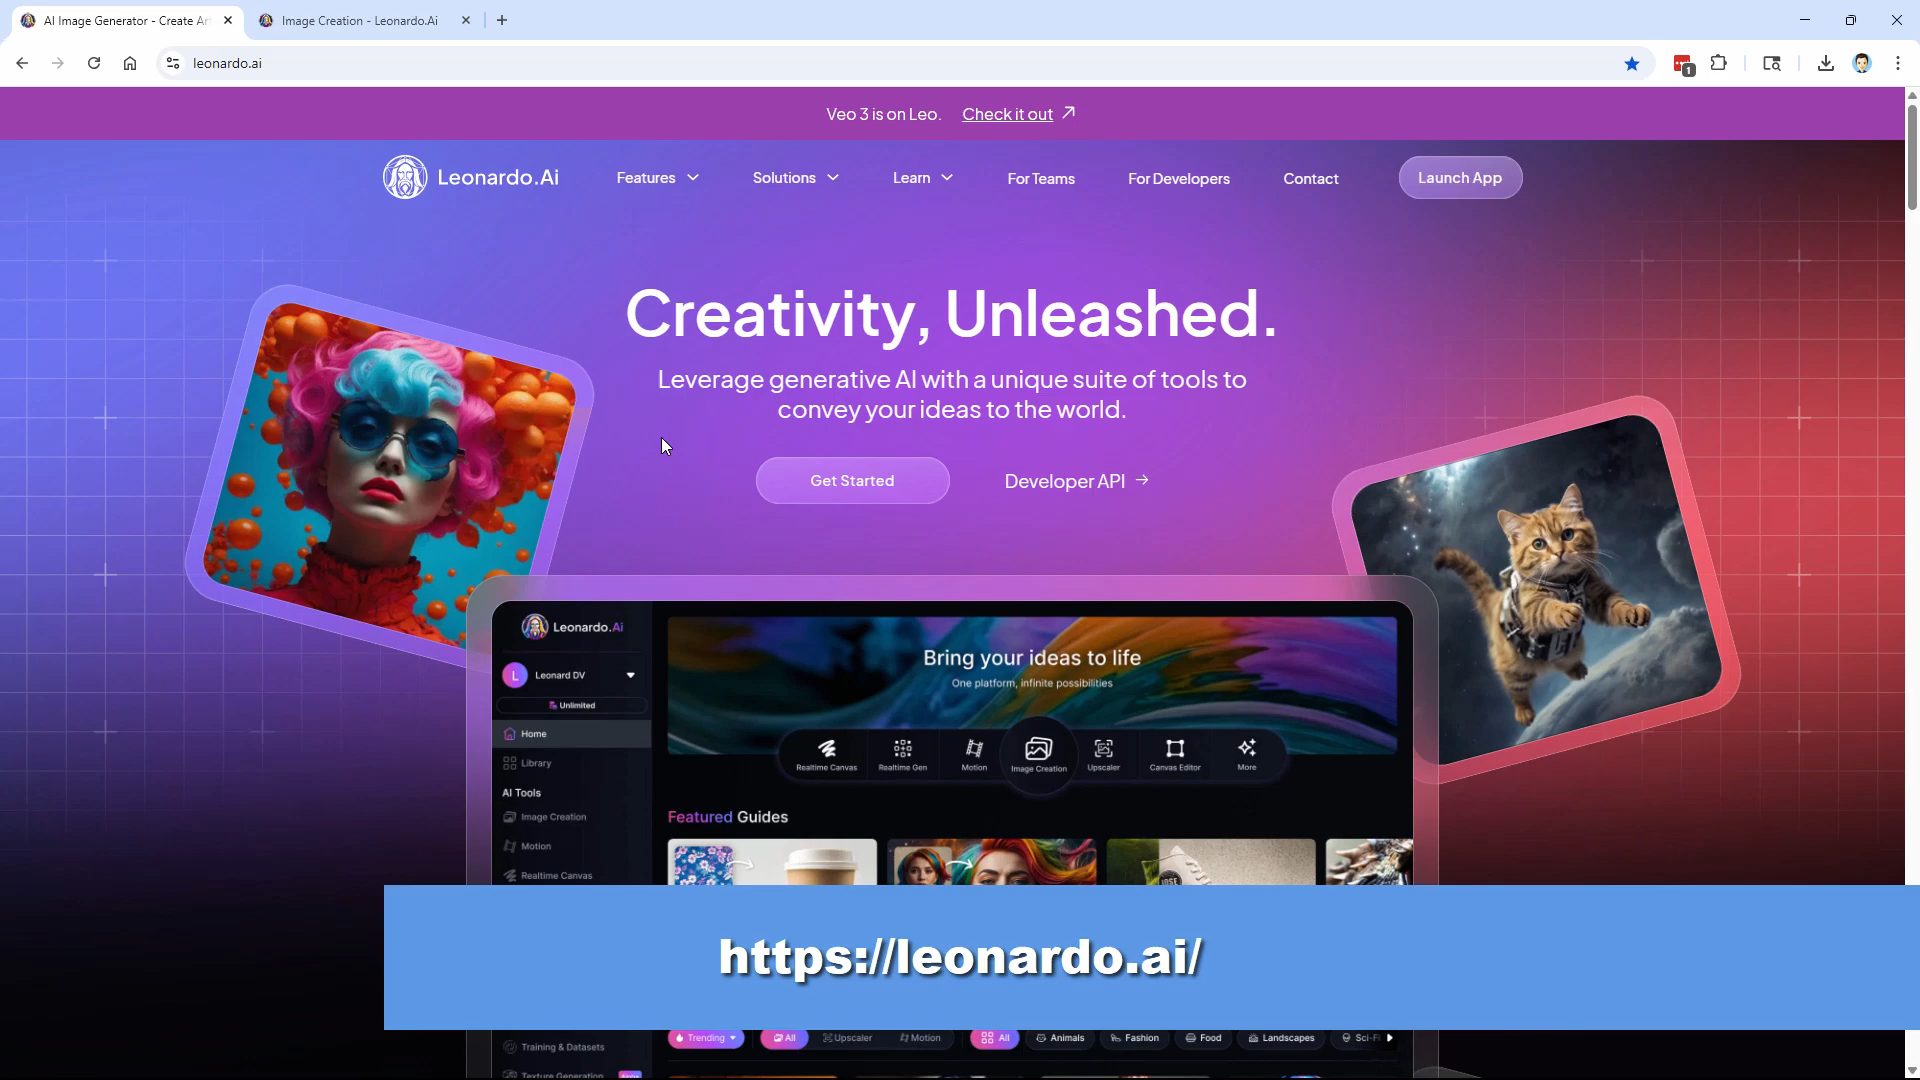 AI Image Generator - Create Art
Image Creation - Leonardo.Ai
leonardo.ai
1
Veo 3 is on Leo. Check it out
Leonardo.Ai
Features
Solutions
Learn
For Teams
For Developers
Contact
Launch App
Creativity, Unleashed.
Leverage generative AI with a unique suite of tools to
convey your ideas to the world.
Get Started
Developer API
Leonardo.Ai
L
Leonard DV
Unlimited
Home
Library
AI Tools
Image Creation
Motion
Realtime Canvas
Bring your ideas to life
One platform, infinite possibilities
Realtime Canvas
Realtime Gen
Motion
Image Creation
Upscaler
Canvas Editor
More
Featured Guides
https://leonardo.ai/
Trending
All
Upscaler
Motion
All
Animals
Fashion
Food
Landscapes
Sci-Fi
Training & Datasets
Texture Generation